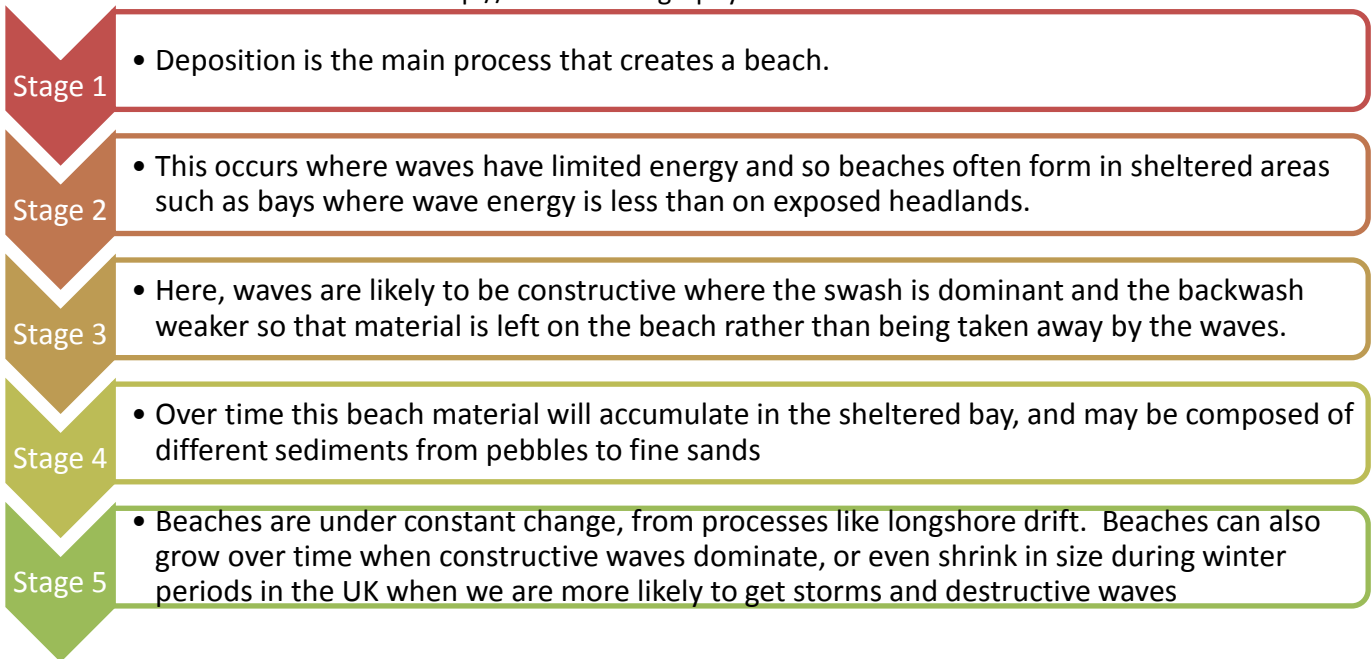 Stage 1
• Deposition is the main process that creates a beach.
Stage 2
• This occurs where waves have limited energy and so beaches often form in sheltered areas
such as bays where wave energy is less than on exposed headlands.
Stage 3
• Here, waves are likely to be constructive where the swash is dominant and the backwash
weaker so that material is left on the beach rather than being taken away by the waves.
Stage 4
• Over time this beach material will accumulate in the sheltered bay, and may be composed of
different sediments from pebbles to fine sands
Stage 5
• Beaches are under constant change, from processes like longshore drift. Beaches can also
grow over time when constructive waves dominate, or even shrink in size during winter
periods in the UK when we are more likely to get storms and destructive waves